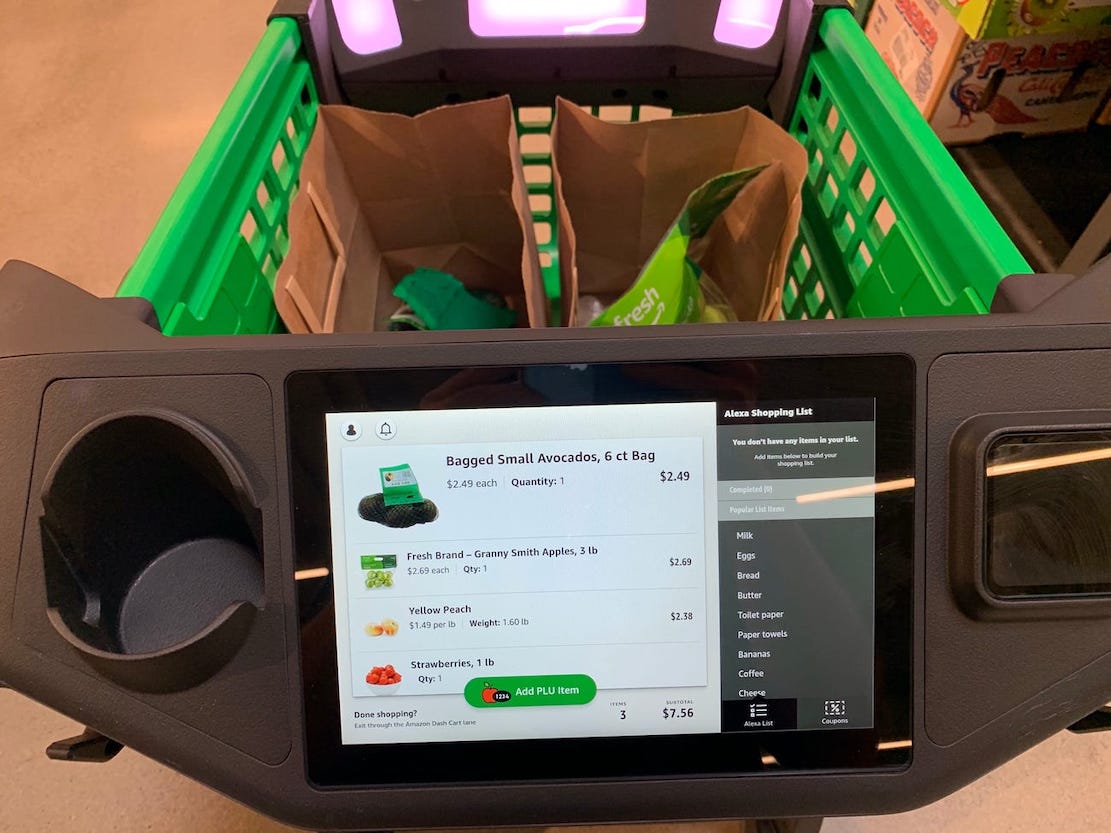 PEACE
Cali
CANT
fresh
Alexa Shopping List
You don't have any items in your list.
Add items below to build your
shopping list.
Completed (0)
Popular List Items
Milk
Eggs
Bread
Butter
Toilet paper
Paper towels
Bananas
Coffee
Cheese
Alexa List
Coupons
Bagged Small Avocados, 6 ct Bag
$2.49 each
Quantity: 1
$2.49
Fresh Brand – Granny Smith Apples, 3 lb
$2.69 each
Qty: 1
$2.69
Yellow Peach
$1.49 per lb
Weight: 1.60 lb
$2.38
Strawberries, 1 lb
Qty: 1
1234
Add PLU Item
Done shopping?
Exit through the Amazon Dash Cart lane
ITEMS
3
SUBTOTAL
$7.56